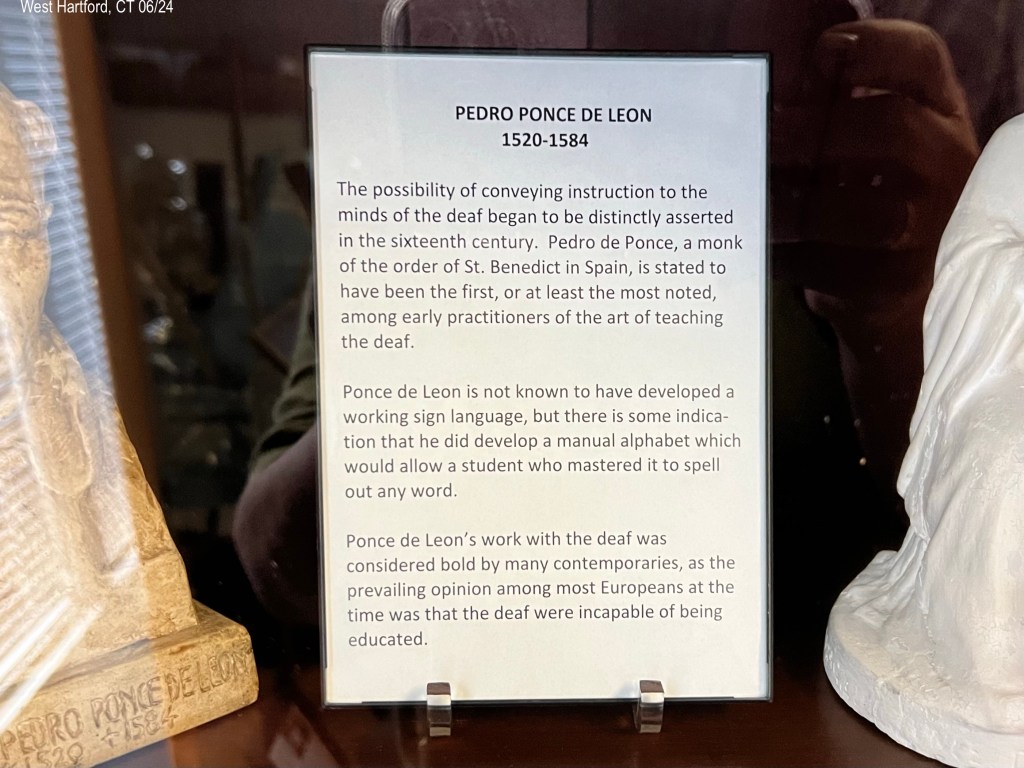 West Hartford, CT 06/24
PEDRO PONCE DE LEON
1520-1584
The possibility of conveying instruction to the
minds of the deaf began to be distinctly asserted
in the sixteenth century.  Pedro de Ponce, a monk
of the order of St. Benedict in Spain, is stated to
have been the first, or at least the most noted,
among early practitioners of the art of teaching
the deaf.
Ponce de Leon is not known to have developed a
working sign language, but there is some indica-
tion that he did develop a manual alphabet which
would allow a student who mastered it to spell
out any word.
Ponce de Leon’s work with the deaf was
considered bold by many contemporaries, as the
prevailing opinion among most Europeans at the
time was that the deaf were incapable of being
educated.
PEDRO PONCE DE LEON
1520 +1584